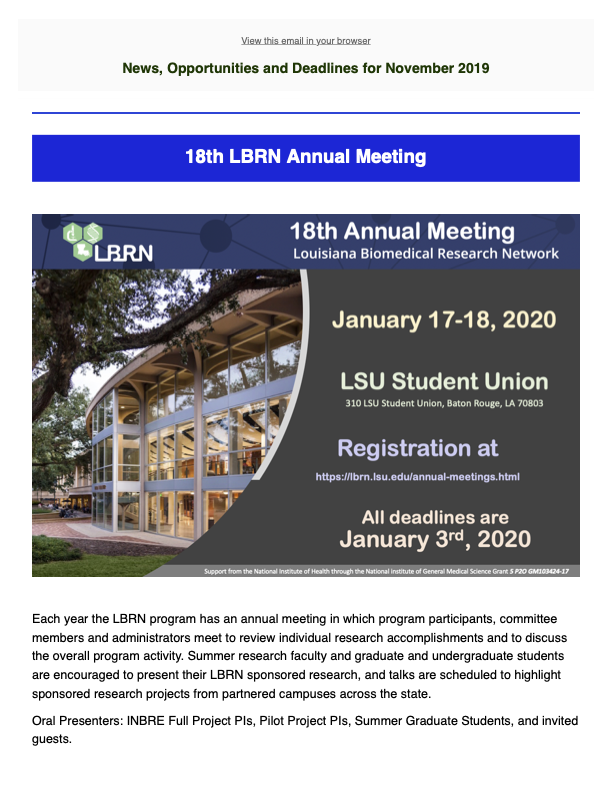 View this email in your browser
News, Opportunities and Deadlines for November 2019
18th LBRN Annual Meeting
LBRN
18th Annual Meeting
Louisiana Biomedical Research Network
January 17-18, 2020
LSU Student Union
310 LSU Student Union, Baton Rouge, LA 70803
Registration at
https://lbrn.lsu.edu/annual-meetings.html
All deadlines are
January 3rd, 2020
Support from the National Institute of Health through the National Institute of General Medical Science Grant 5 P2O GM103424-17
Each year the LBRN program has an annual meeting in which program participants, committee
members and administrators meet to review individual research accomplishments and to discuss
the overall program activity. Summer research faculty and graduate and undergraduate students
are encouraged to present their LBRN sponsored research, and talks are scheduled to highlight
sponsored research projects from partnered campuses across the state.
Oral Presenters: INBRE Full Project PIs, Pilot Project PIs, Summer Graduate Students, and invited
guests.